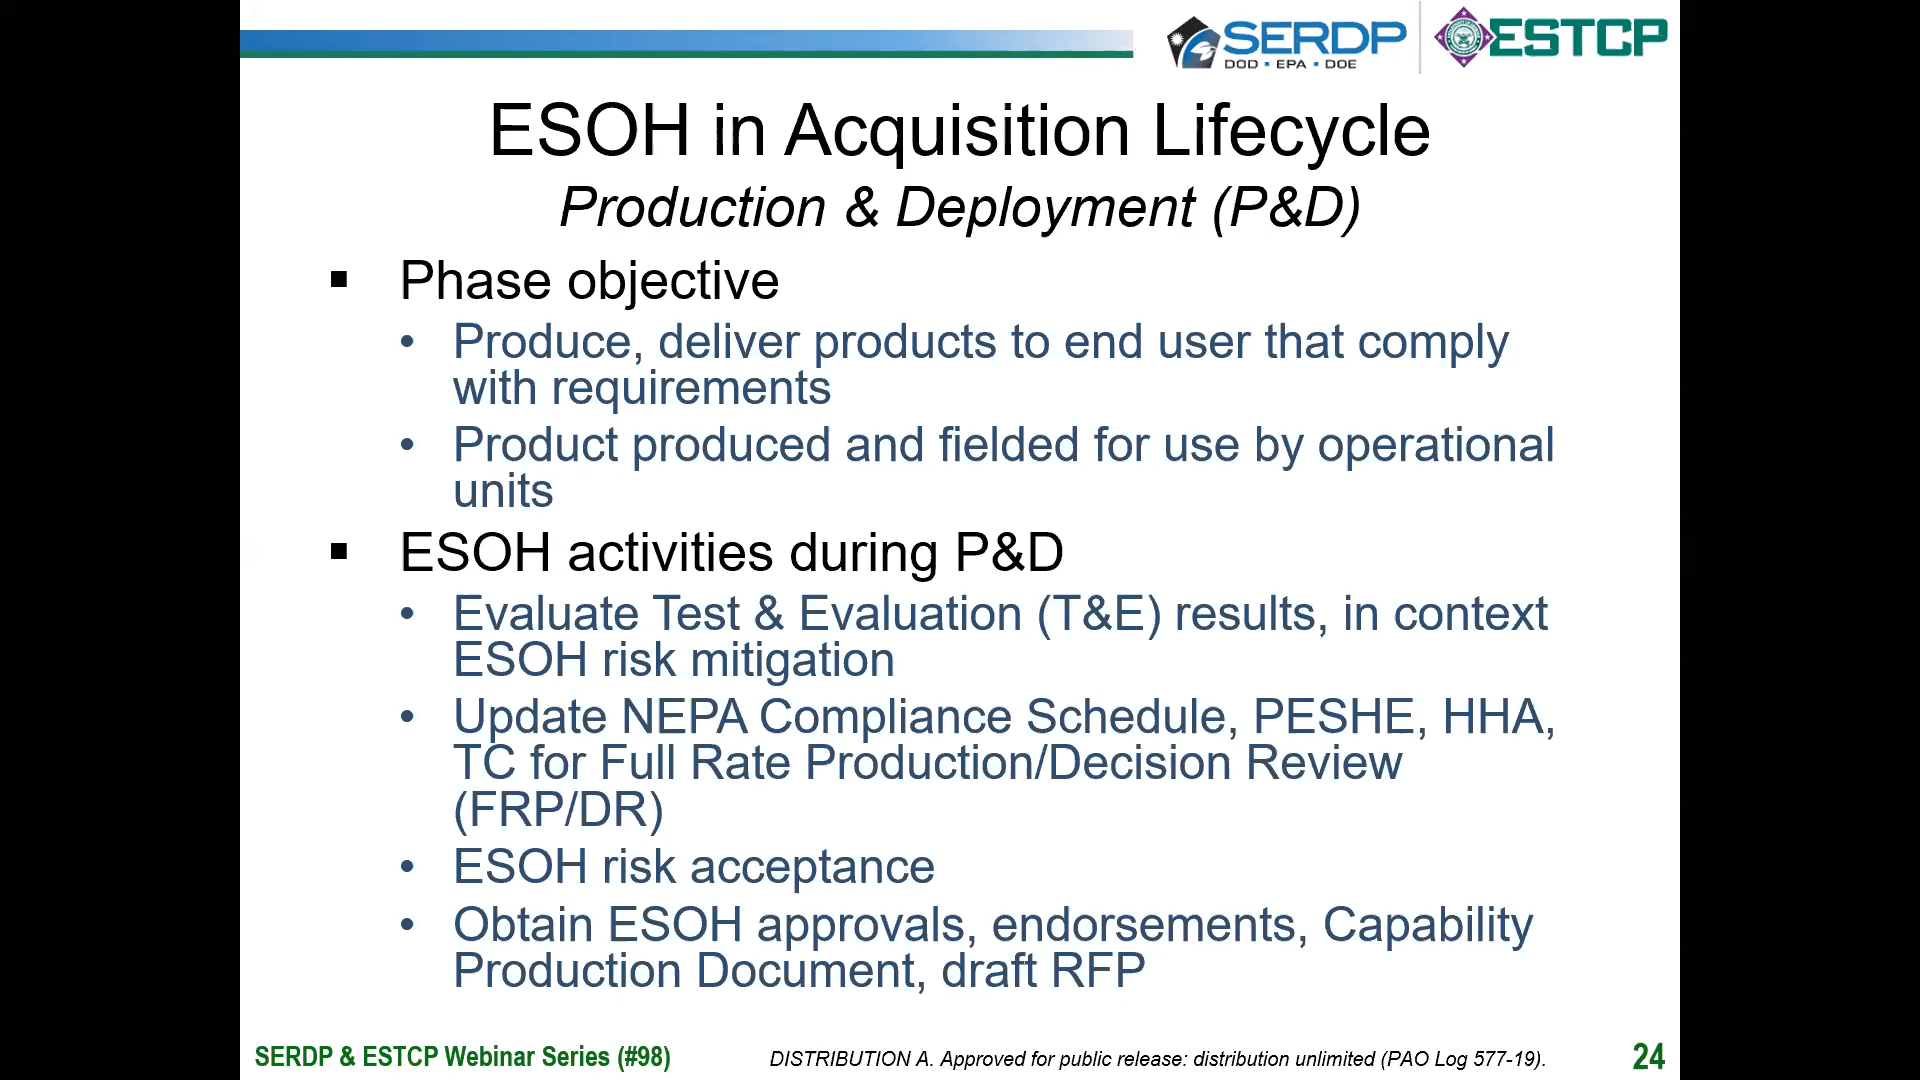 SERDP
DOD • EPA • DOE
ESTCP
ESOH in Acquisition Lifecycle
Production & Deployment (P&D)
▪ Phase objective
• Produce, deliver products to end user that comply
with requirements
• Product produced and fielded for use by operational
units
▪ ESOH activities during P&D
• Evaluate Test & Evaluation (T&E) results, in context
ESOH risk mitigation
• Update NEPA Compliance Schedule, PESHE, HHA,
TC for Full Rate Production/Decision Review
(FRP/DR)
• ESOH risk acceptance
• Obtain ESOH approvals, endorsements, Capability
Production Document, draft RFP
SERDP & ESTCP Webinar Series (#98)
DISTRIBUTION A. Approved for public release: distribution unlimited (PAO Log 577-19).
24